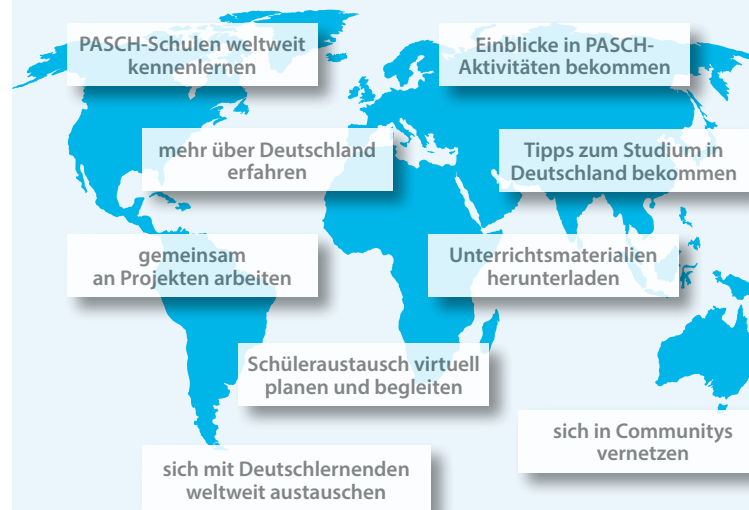 PASCH-Schulen weltweit
kennenlernen
Einblicke in PASCH-
Aktivitäten bekommen
mehr über Deutschland
erfahren
Tipps zum Studium in
Deutschland bekommen
gemeinsam
an Projekten arbeiten
Unterrichtsmaterialien
herunterladen
Schüleraustausch virtuell
planen und begleiten
sich in Communitys
vernetzen
sich mit Deutschlernenden
weltweit austauschen